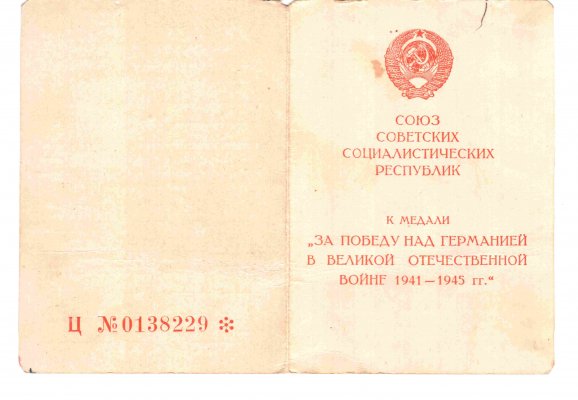 Ц №0138229
СОЮЗ
СОВЕТСКИХ
СОЦИАЛИСТИЧЕСКИХ
РЕСПУБЛИК
К МЕДАЛИ
„ЗА ПОБЕДУ НАД ГЕРМАНИЕЙ
В ВЕЛИКОЙ ОТЕЧЕСТВЕННОЙ
ВОЙНЕ 1941—1945 гг.“